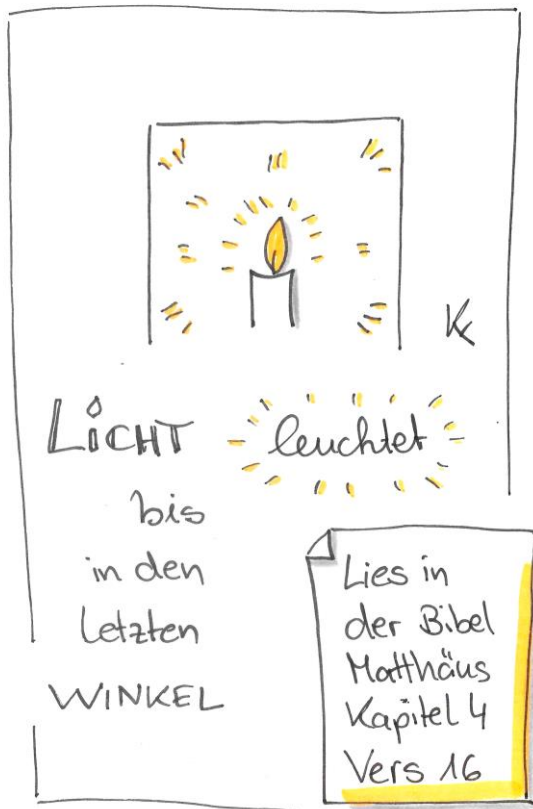 K
LiCHT leuchtet
bis
in den
letzten
WINKEL
Lies in
der Bibel
Matthäus
Kapitel 4
Vers 16